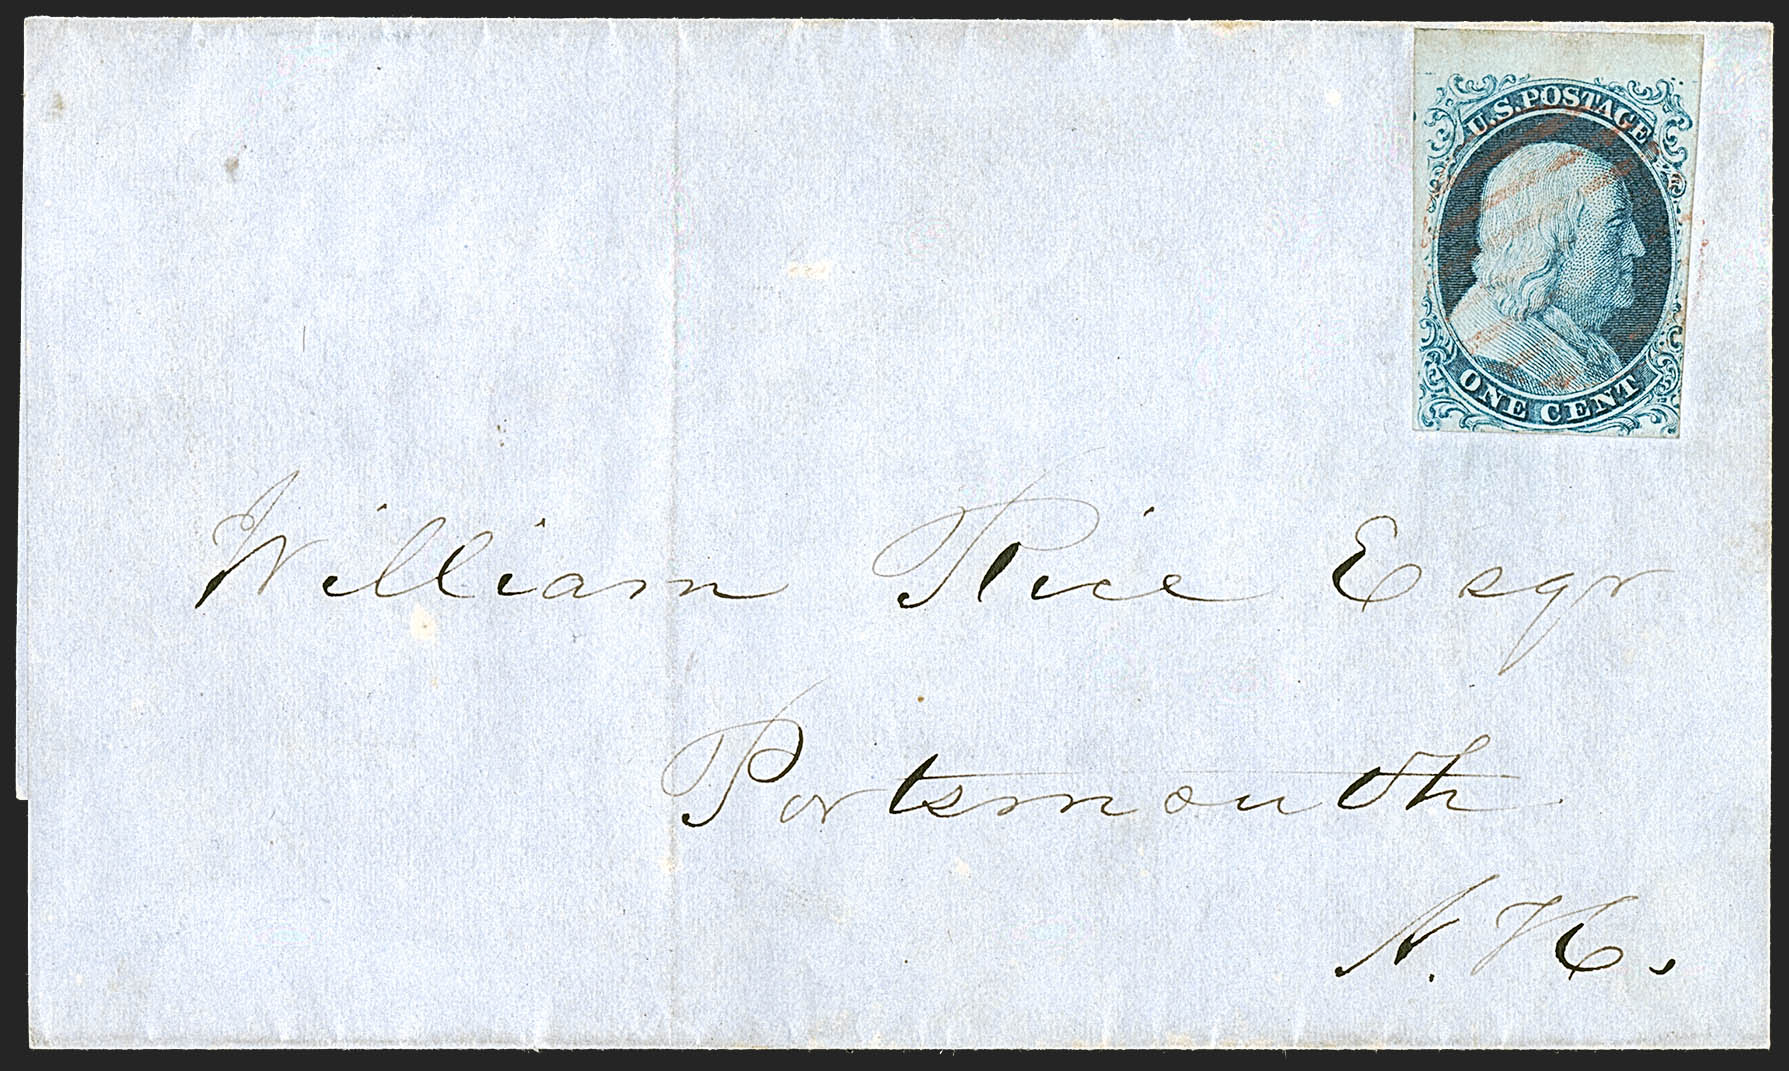 U.S. POSTAGE
ONE CENT
William Rice Esqr
Portsmouth
N. H.